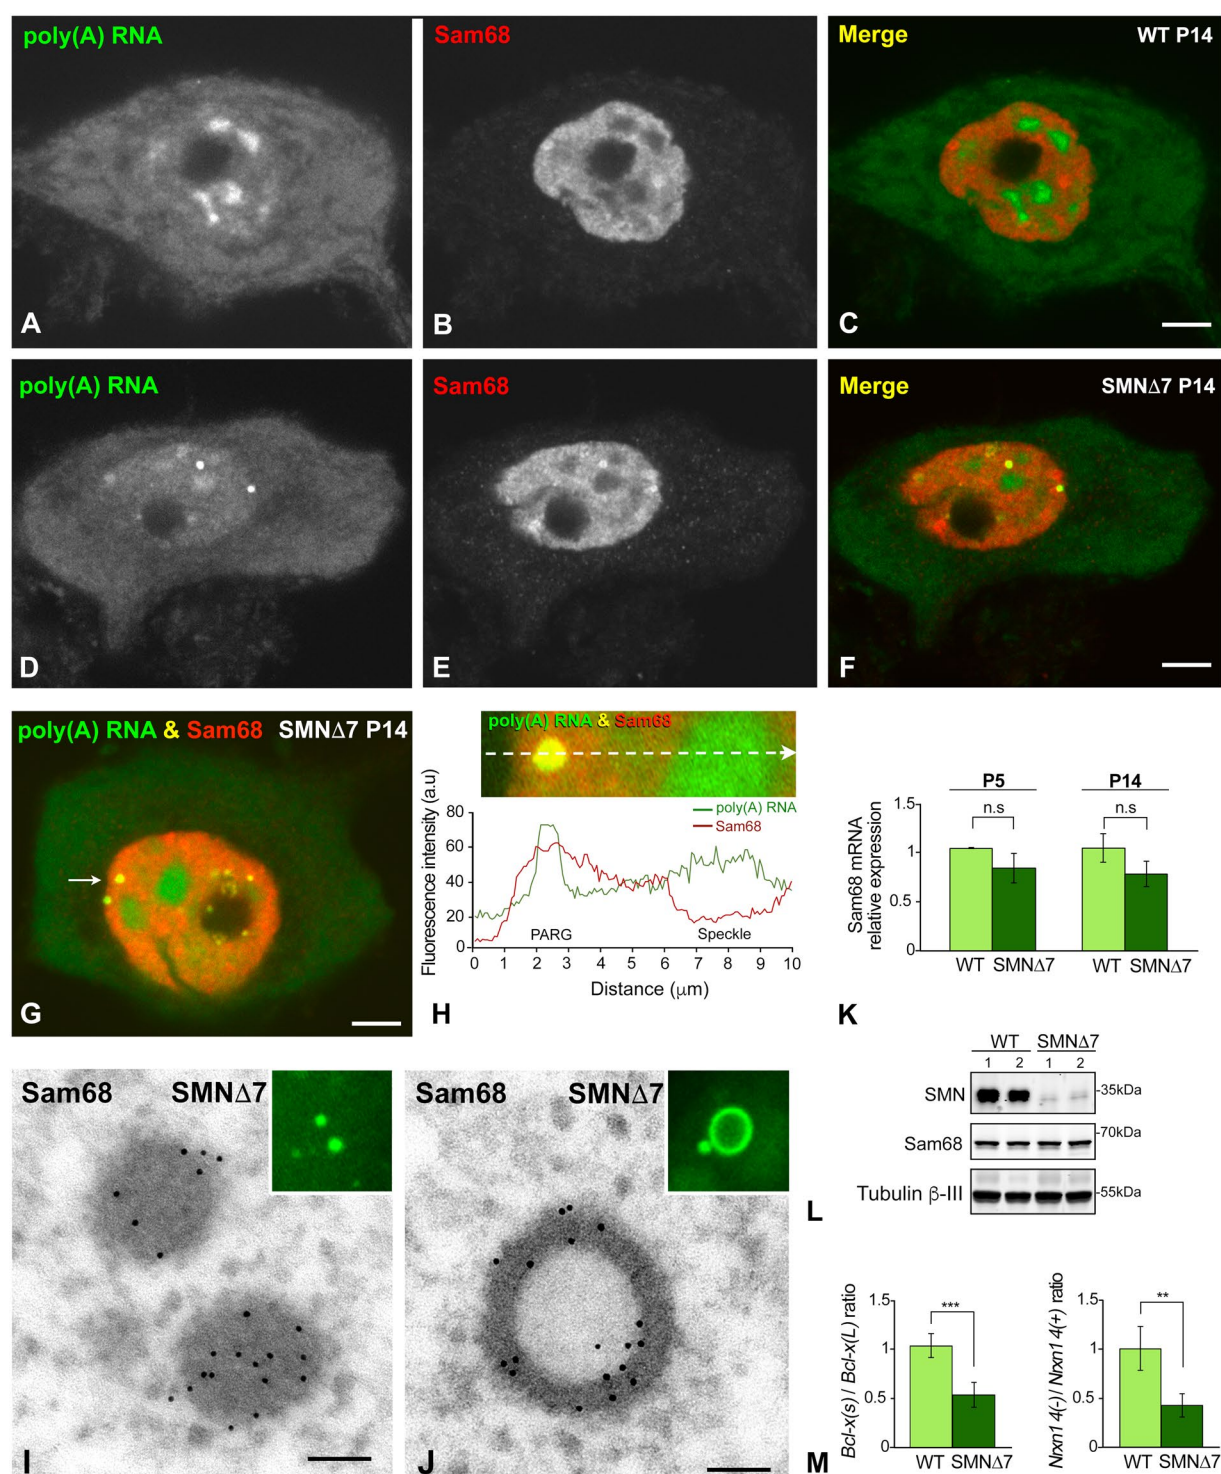 poly(A) RNA
Sam68
Merge
WT P14
A
B
C
poly(A) RNA
Sam68
Merge
SMNΔ7 P14
D
E
F
poly(A) RNA & Sam68 SMNΔ7 P14
G
poly(A) RNA & Sam68
Fluorescence intensity (a.u)
80
60
40
20
0
poly(A) RNA
Sam68
PARG
Speckle
0 1 2 3 4 5 6 7 8 9 10
Distance (μm)
H
P5
P14
n.s
n.s
Sam68 mRNA
relative expression
1.5
1
0.5
0
WT SMNΔ7
WT SMNΔ7
K
Sam68 SMNΔ7
I
Sam68 SMNΔ7
J
WT SMNΔ7
1 2 1 2
SMN
-35kDa
Sam68
-70kDa
Tubulin β-III
-55kDa
L
Bcl-x(s) / Bcl-x(L) ratio
1.5
1
0.5
0
***
WT SMNΔ7
Nrxn1 4(-)/ Nrxn1 4(+) ratio
1.5
1
0.5
0
**
WT SMNΔ7
M